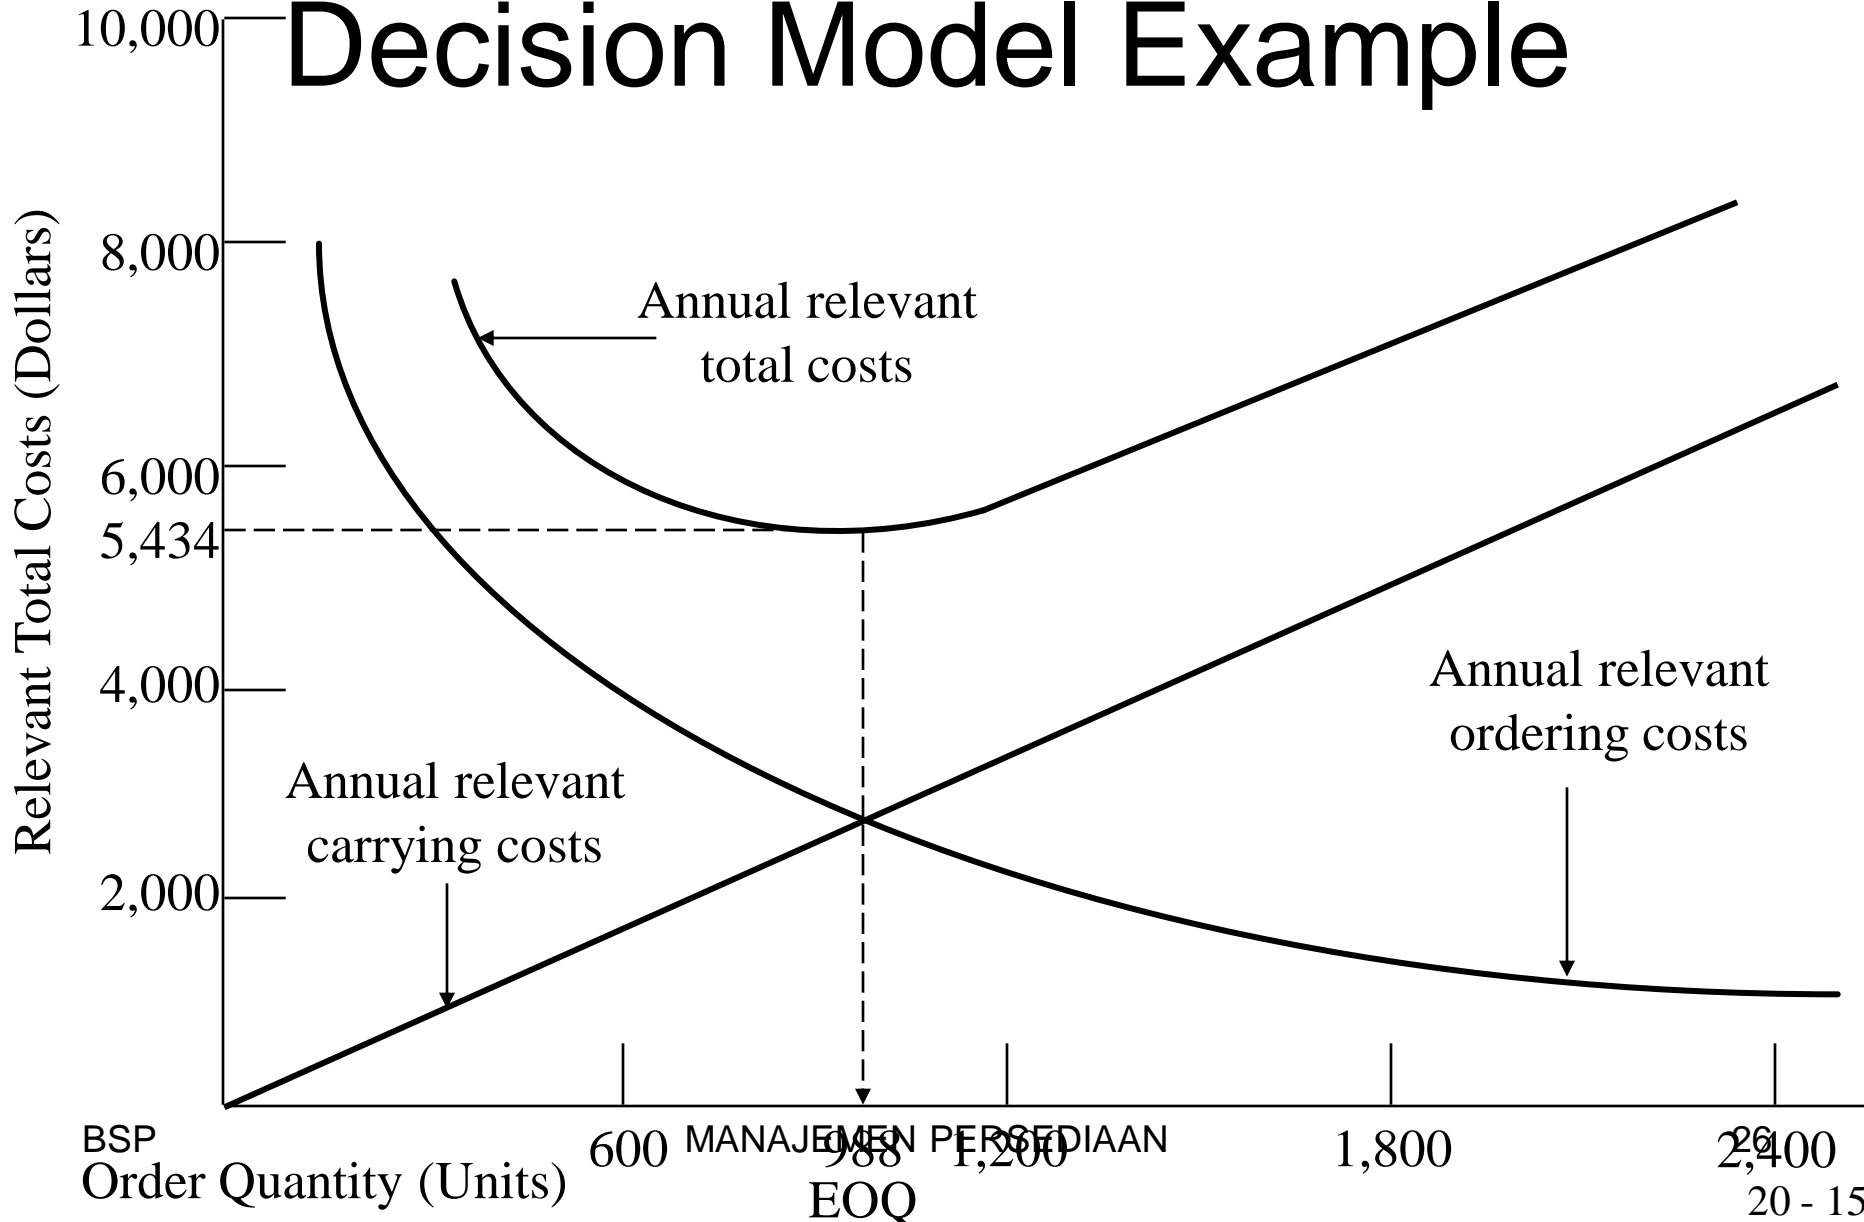 Decision Model Example
10,000
8,000
6,000
5,434
4,000
2,000
Relevant Total Costs (Dollars)
Annual relevant
total costs
Annual relevant
carrying costs
Annual relevant
ordering costs
600
988
1,200
1,800
2,400
EOQ
Order Quantity (Units)
BSP
MANAJEMEN PERSEDIAAN
26
20 - 15